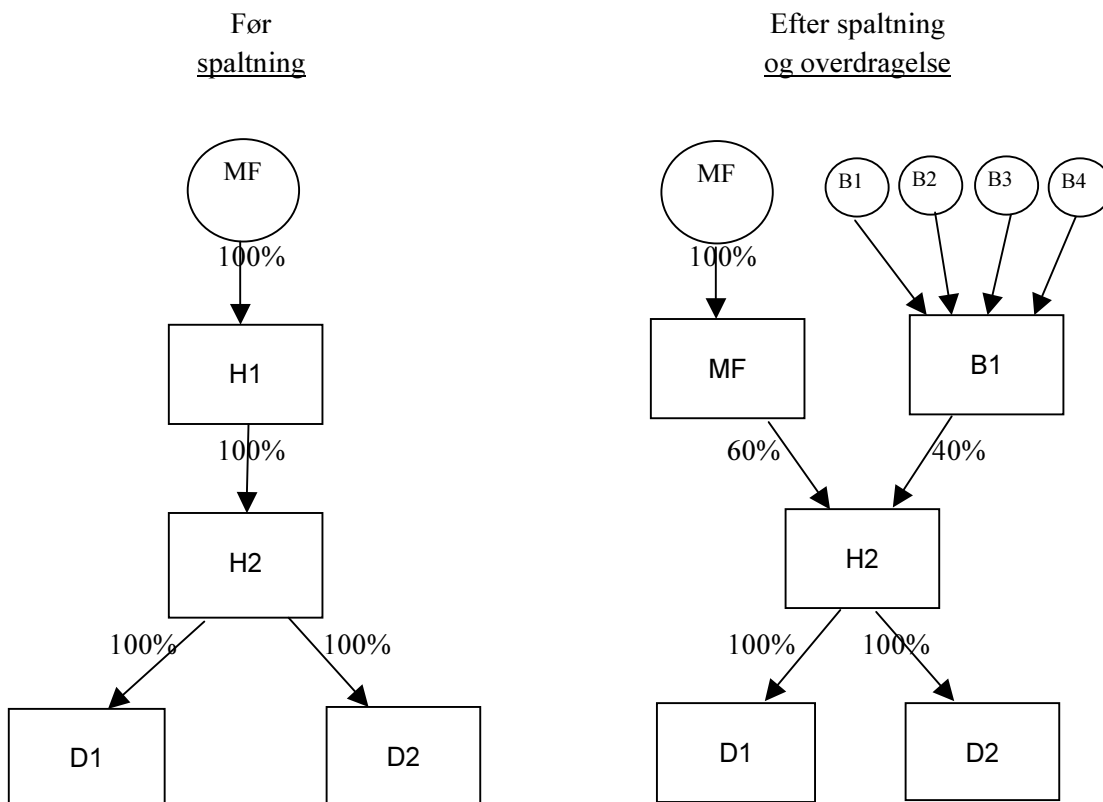 Før
spaltning
MF
100%
H1
100%
H2
100% 100%
D1 D2
Efter spaltning
og overdragelse
MF B1 B2 B3 B4
100%
MF B1
60% 40%
H2
100% 100%
D1 D2